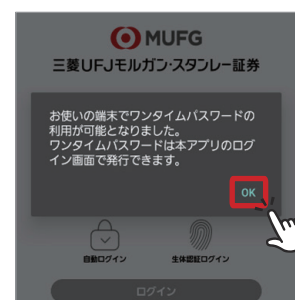 MUFG
三菱UFJモルガン・スタンレー証券
お使いの端末でワンタイムパスワードの
利用が可能となりました。
ワンタイムパスワードは本アプリのログ
イン画面で発行できます。
OK
自動ログイン 生体認証ログイン
ログイン